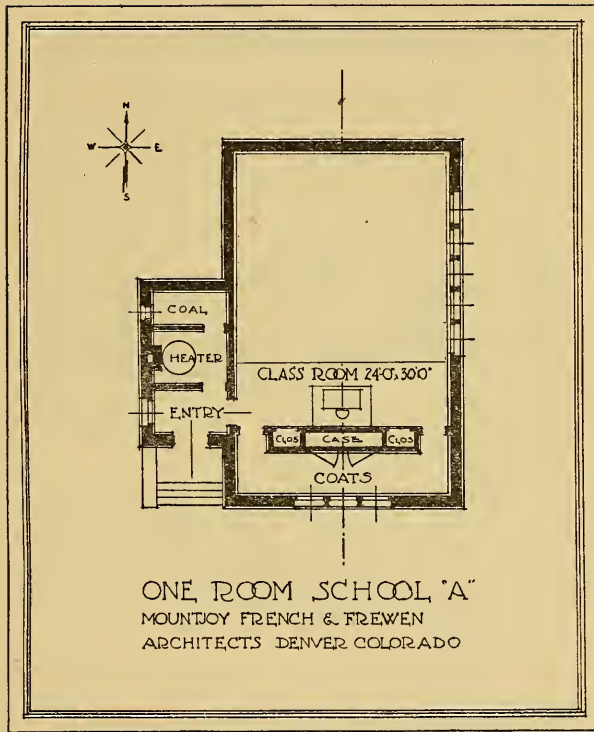 N
W E
S
COAL
HEATER
CLASS ROOM 24'-0"x30'0"
ENTRY
CLOS CASE CLOS
COATS
ONE ROOM SCHOOL "A"
MOUNTJOY FRENCH & FREWEN
ARCHITECTS DENVER COLORADO